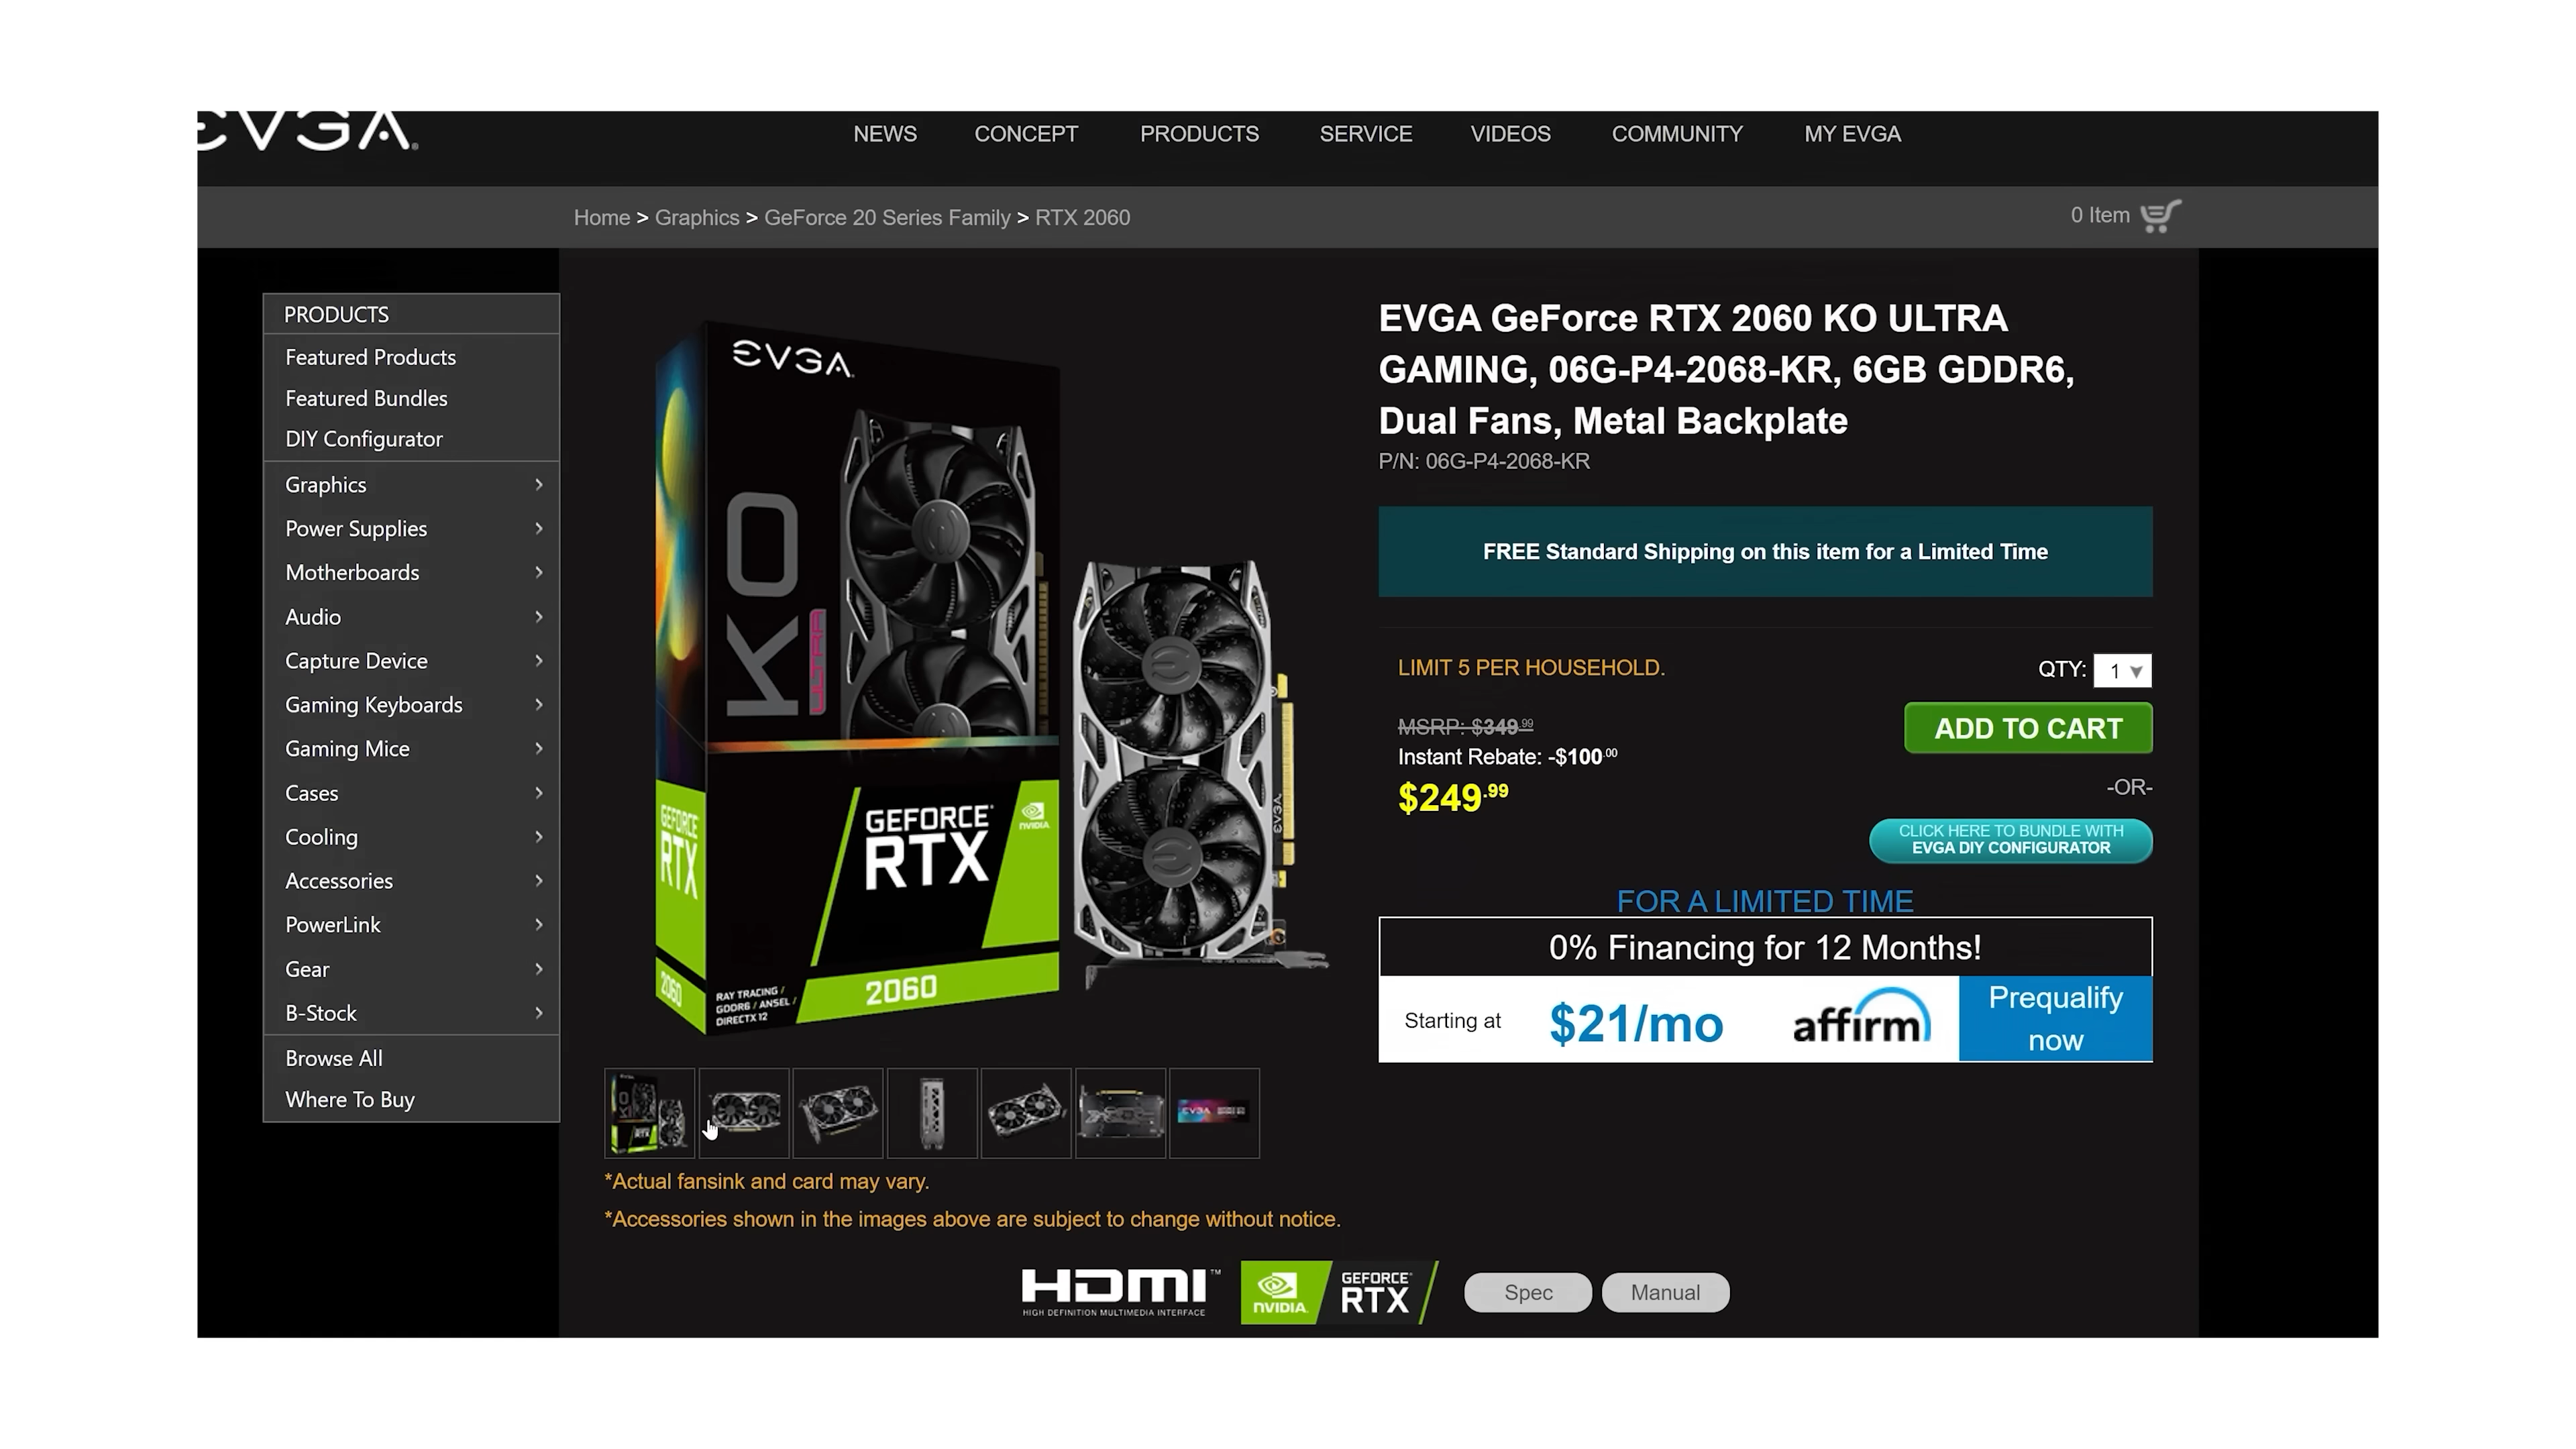 EVGA
NEWS CONCEPT PRODUCTS SERVICE VIDEOS COMMUNITY MY EVGA
Home > Graphics > GeForce 20 Series Family > RTX 2060
0 Item
PRODUCTS
Featured Products
Featured Bundles
DIY Configurator
Graphics
Power Supplies
Motherboards
Audio
Capture Device
Gaming Keyboards
Gaming Mice
Cases
Cooling
Accessories
PowerLink
Gear
B-Stock
Browse All
Where To Buy
EVGA
KO
ULTRA
GEFORCE
RTX
NVIDIA
2060
RAY TRACING /
GDDR6 / ANSEL /
DIRECTX 12
GEFORCE
RTX
2060
EVGA
*Actual fansink and card may vary.
*Accessories shown in the images above are subject to change without notice.
EVGA GeForce RTX 2060 KO ULTRA
GAMING, 06G-P4-2068-KR, 6GB GDDR6,
Dual Fans, Metal Backplate
P/N: 06G-P4-2068-KR
FREE Standard Shipping on this item for a Limited Time
LIMIT 5 PER HOUSEHOLD.
QTY: 1
MSRP: $349.99
Instant Rebate: -$100.00
$249.99
ADD TO CART
-OR-
CLICK HERE TO BUNDLE WITH
EVGA DIY CONFIGURATOR
FOR A LIMITED TIME
0% Financing for 12 Months!
Starting at $21/mo affirm
Prequalify
now
HDMI™
HIGH DEFINITION MULTIMEDIA INTERFACE
NVIDIA
GEFORCE
RTX
Spec
Manual